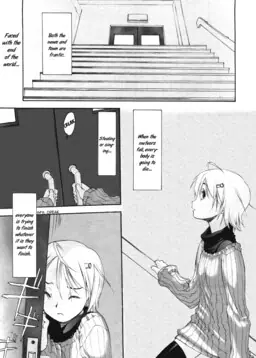 Faced
with the
end of
the
world...
Both the
news and
town are
frantic.
Shouting
or sing-
ing...
When the
meteors
fall, every-
body is
going to
die...
everyone
is trying
to finish
whatever
it is they
want to
finish.